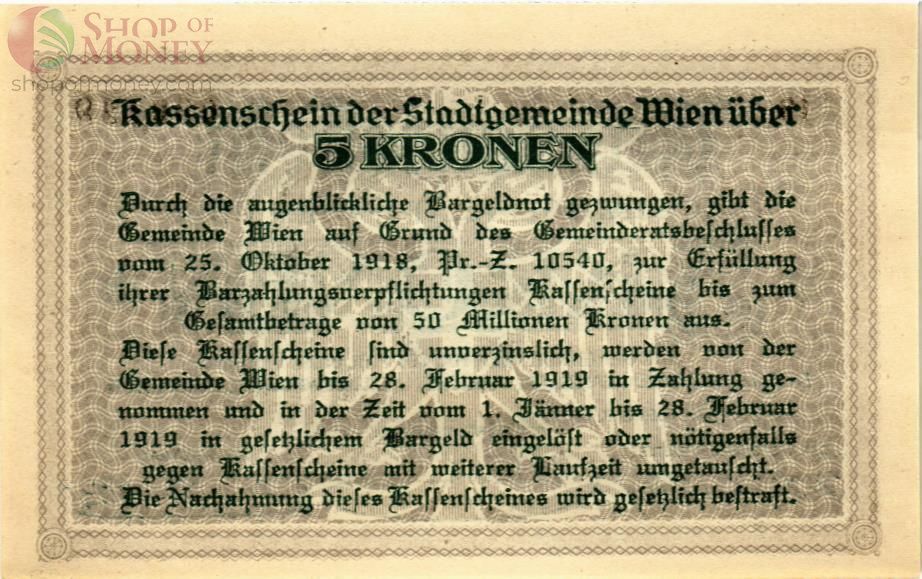 SHOP OF
MONEY
shopofmoney.com
Kassenschein der Stadtgemeinde Wien über
5 KRONEN
Durch die augenblickliche Bargeldnot gezwungen, gibt die
Gemeinde Wien auf Grund des Gemeinderatsbeſchluſſes
vom 25. Oktober 1918, Pr.-Z. 10540, zur Erfüllung
ihrer Barzahlungsverpflichtungen Kaſſenſcheine bis zum
Geſamtbetrage von 50 Millionen Kronen aus.
Dieſe Kaſſenſcheine ſind unverzinslich, werden von der
Gemeinde Wien bis 28. Februar 1919 in Zahlung ge-
nommen und in der Zeit vom 1. Jänner bis 28. Februar
1919 in geſetzlichem Bargeld eingelöſt oder nötigenfalls
gegen Kaſſenſcheine mit weiterer Laufzeit umgetauſcht.
Die Nachahmung dieſes Kaſſenſcheines wird geſetzlich beſtraft.